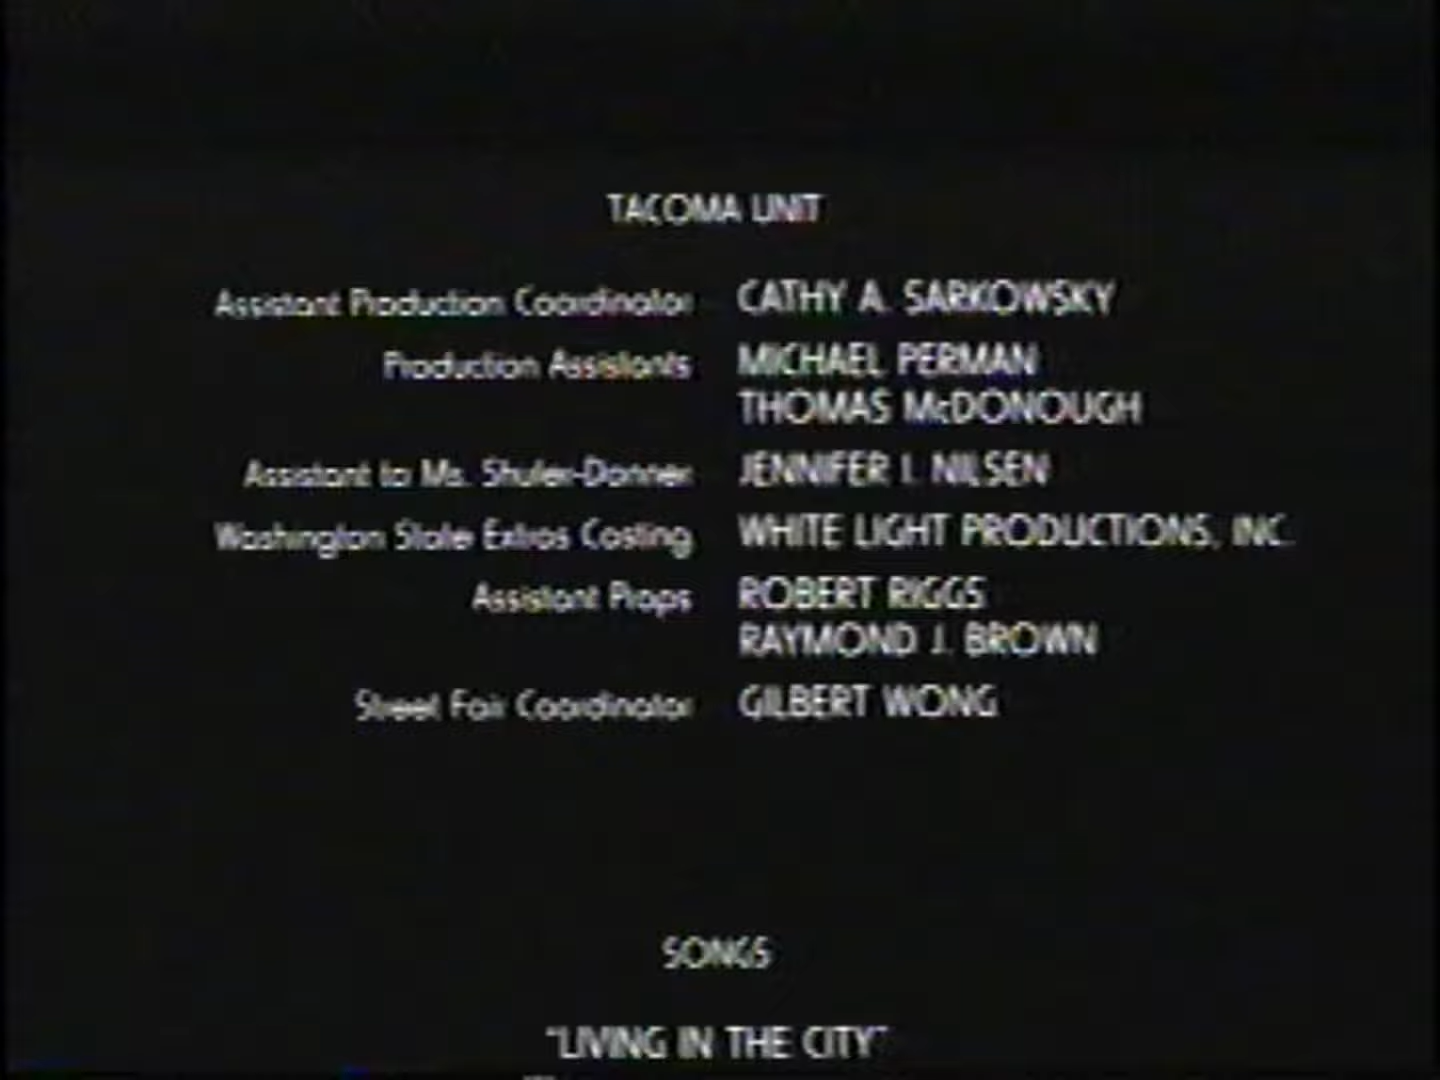 TACOMA UNIT
Assistant Production Coordinator CATHY A. SARKOWSKY
Production Assistants MICHAEL PERMAN
THOMAS McDONOUGH
Assistant to Ms. Shuler-Donner JENNIFER I. NILSEN
Washington State Extras Casting WHITE LIGHT PRODUCTIONS, INC.
Assistant Props ROBERT RIGGS
RAYMOND J. BROWN
Street Fair Coordinator GILBERT WONG
SONGS
"LIVING IN THE CITY"